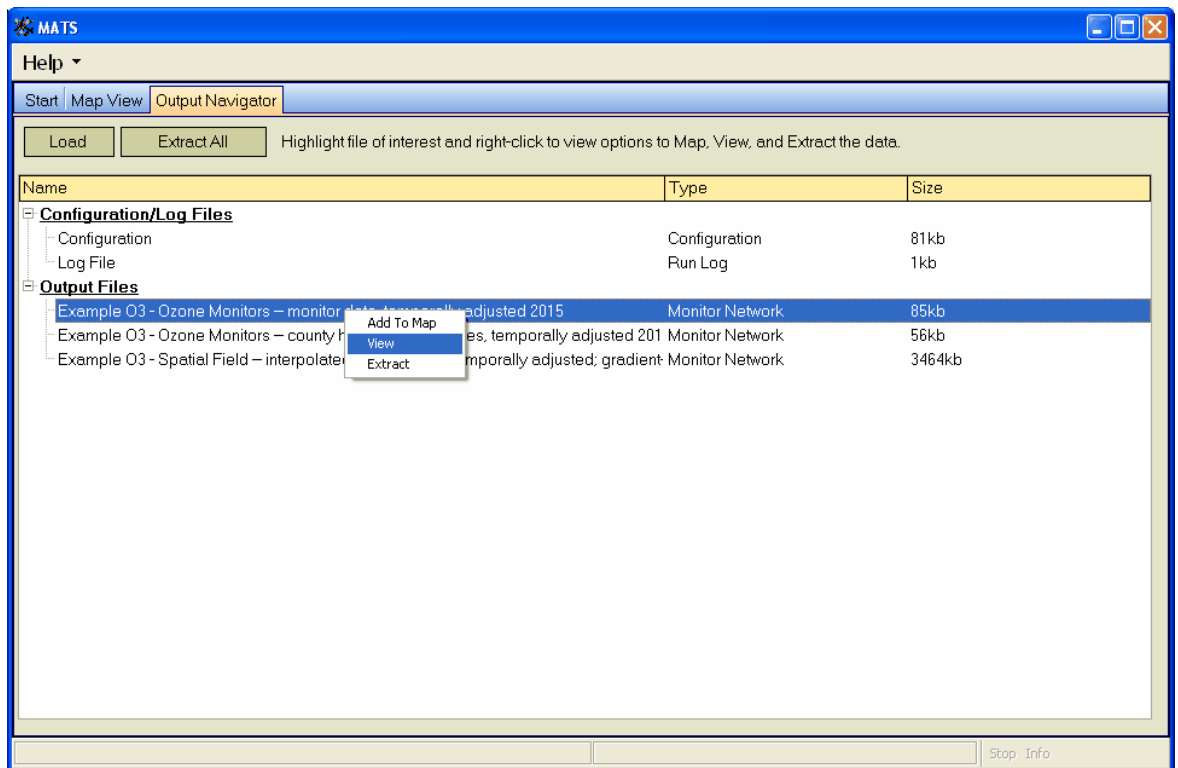 MATS
Help
Start Map View Output Navigator
Load Extract All Highlight file of interest and right-click to view options to Map, View, and Extract the data.
Name Type Size
Configuration/Log Files
Configuration Configuration 81kb
Log File Run Log 1kb
Output Files
Example O3 - Ozone Monitors – monitor adjusted 2015 Monitor Network 85kb
Add To Map
Example O3 - Ozone Monitors – county h es, temporally adjusted 201 Monitor Network 56kb
View
Example O3 - Spatial Field – interpolate mporally adjusted; gradient- Monitor Network 3464kb
Extract
Stop Info